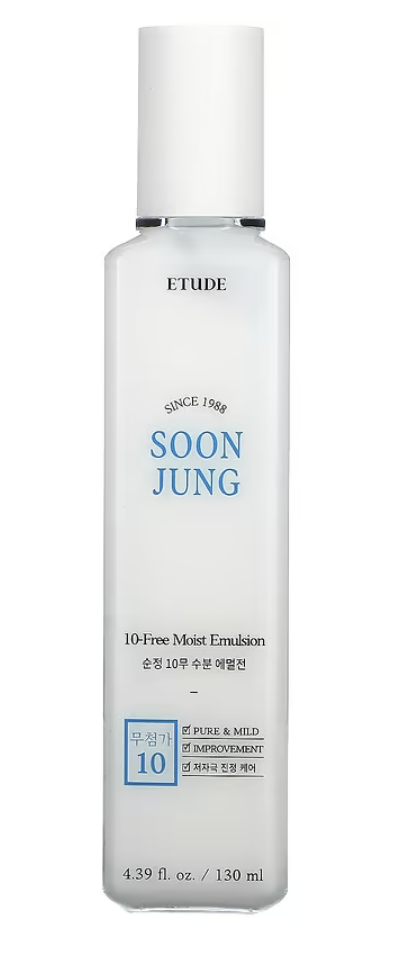 ETUDE
SINCE 1988
SOON
JUNG
10-Free Moist Emulsion
순정 10무 수분 에멀전
–
무첨가
10
☑ PURE & MILD
☑ IMPROVEMENT
☑ 저자극 진정 케어
4.39 fl. oz. / 130 ml